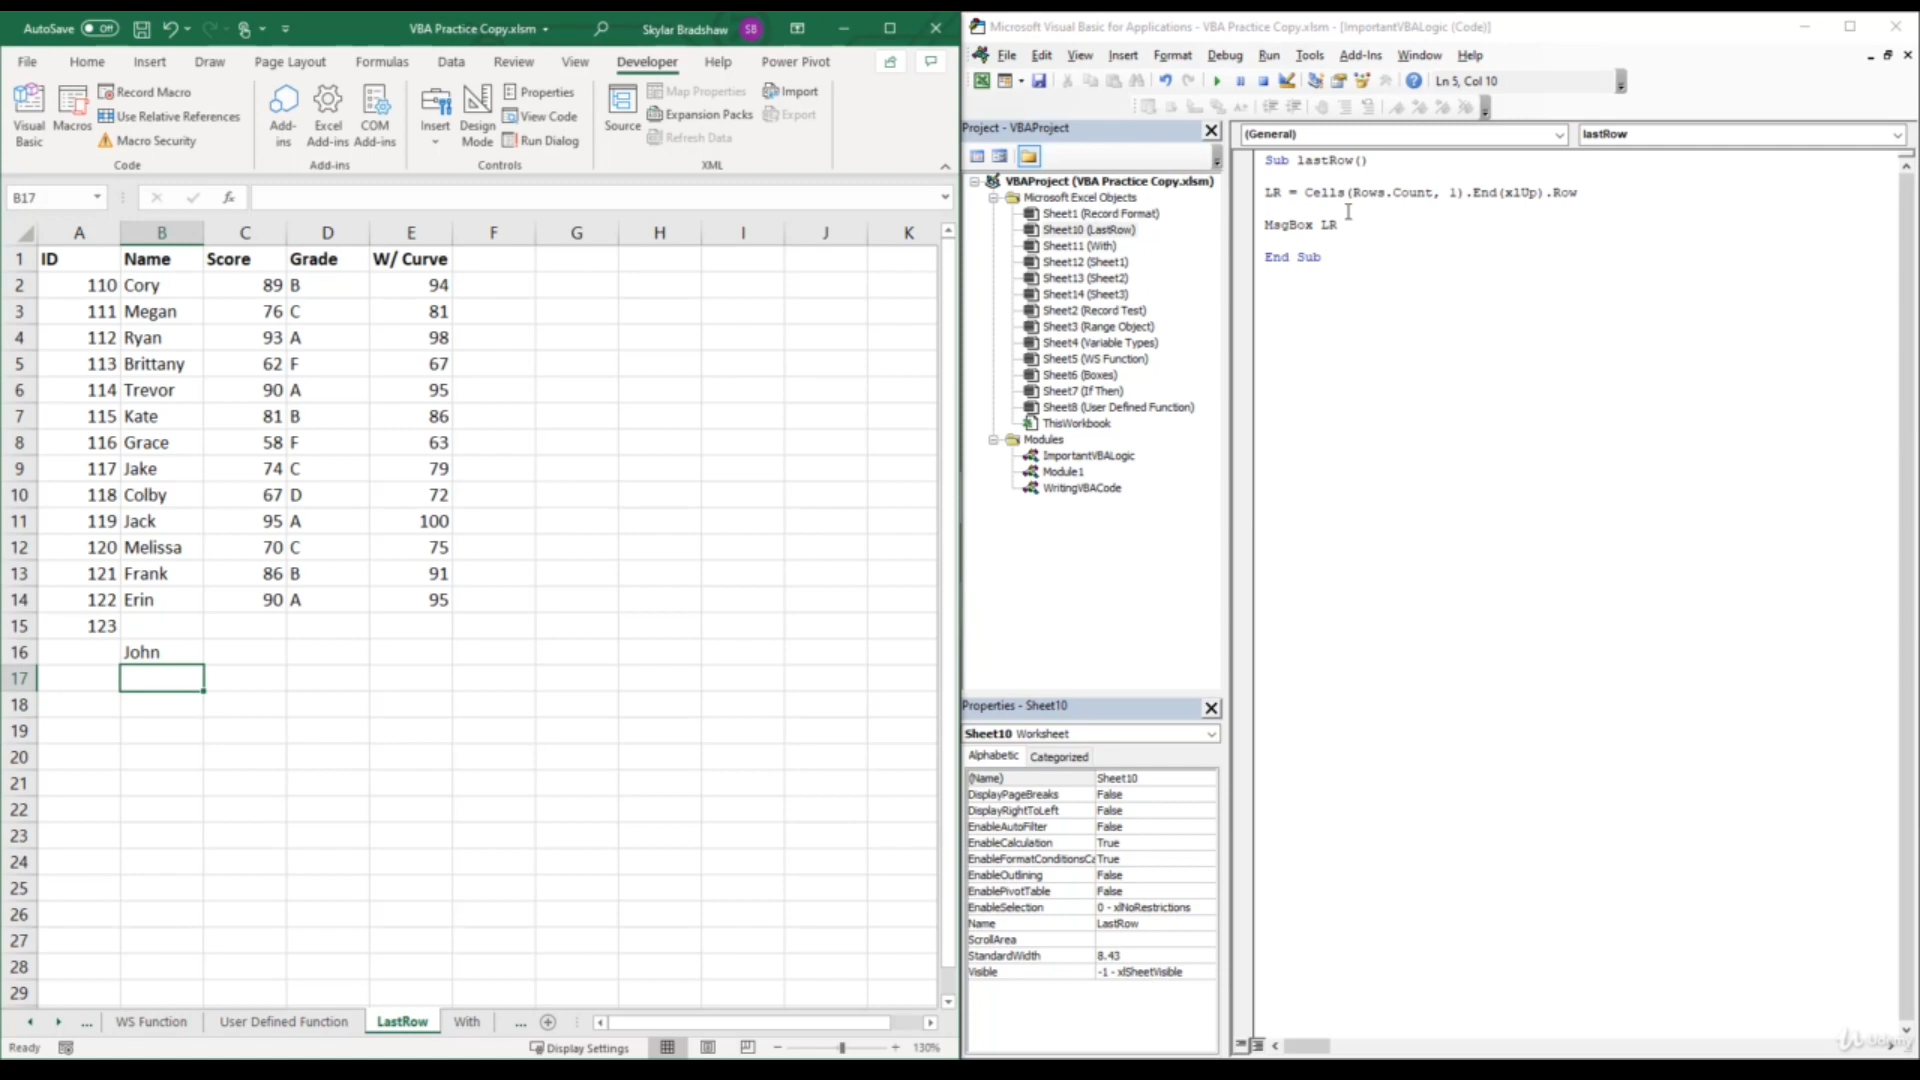 AutoSave Off VBA Practice Copy.xlsm Skylar Bradshaw SB
File Home Insert Draw Page Layout Formulas Data Review View Developer Help Power Pivot
Visual Basic
Macros
Record Macro
Use Relative References
Macro Security
Code
Add-ins
Excel Add-ins
COM Add-ins
Add-ins
Insert
Design Mode
Properties
View Code
Run Dialog
Controls
Source
Map Properties
Expansion Packs
Refresh Data
Import
Export
XML
B17 fx
A B C D E F G H I J K
1 ID Name Score Grade W/ Curve
2 110 Cory 89 B 94
3 111 Megan 76 C 81
4 112 Ryan 93 A 98
5 113 Brittany 62 F 67
6 114 Trevor 90 A 95
7 115 Kate 81 B 86
8 116 Grace 58 F 63
9 117 Jake 74 C 79
10 118 Colby 67 D 72
11 119 Jack 95 A 100
12 120 Melissa 70 C 75
13 121 Frank 86 B 91
14 122 Erin 90 A 95
15 123
16 John
17
18
19
20
21
22
23
24
25
26
27
28
29
... WS Function User Defined Function LastRow With ...
Ready Display Settings 130%
Microsoft Visual Basic for Applications - VBA Practice Copy.xlsm - [ImportantVBALogic (Code)]
File Edit View Insert Format Debug Run Tools Add-Ins Window Help
Ln 5, Col 10
Project - VBAProject
VBAProject (VBA Practice Copy.xlsm)
Microsoft Excel Objects
Sheet1 (Record Format)
Sheet10 (LastRow)
Sheet11 (With)
Sheet12 (Sheet1)
Sheet13 (Sheet2)
Sheet14 (Sheet3)
Sheet2 (Record Test)
Sheet3 (Range Object)
Sheet4 (Variable Types)
Sheet5 (WS Function)
Sheet6 (Boxes)
Sheet7 (If Then)
Sheet8 (User Defined Function)
ThisWorkbook
Modules
ImportantVBALogic
Module1
WritingVBACode
Properties - Sheet10
Sheet10 Worksheet
Alphabetic Categorized
(Name) Sheet10
DisplayPageBreaks False
DisplayRightToLeft False
EnableAutoFilter False
EnableCalculation True
EnableFormatConditionsCa True
EnableOutlining False
EnablePivotTable False
EnableSelection 0 - xlNoRestrictions
Name LastRow
ScrollArea
StandardWidth 8.43
Visible -1 - xlSheetVisible
(General) lastRow
Sub lastRow()
LR = Cells(Rows.Count, 1).End(xlUp).Row
MsgBox LR
End Sub
Udemy